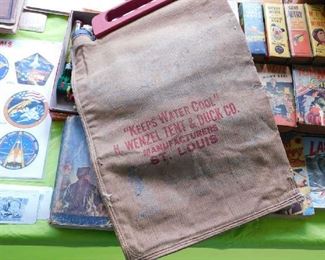 "KEEPS WATER COOL"
H. WENZEL TENT & DUCK CO.
MANUFACTURERS
ST. LOUIS